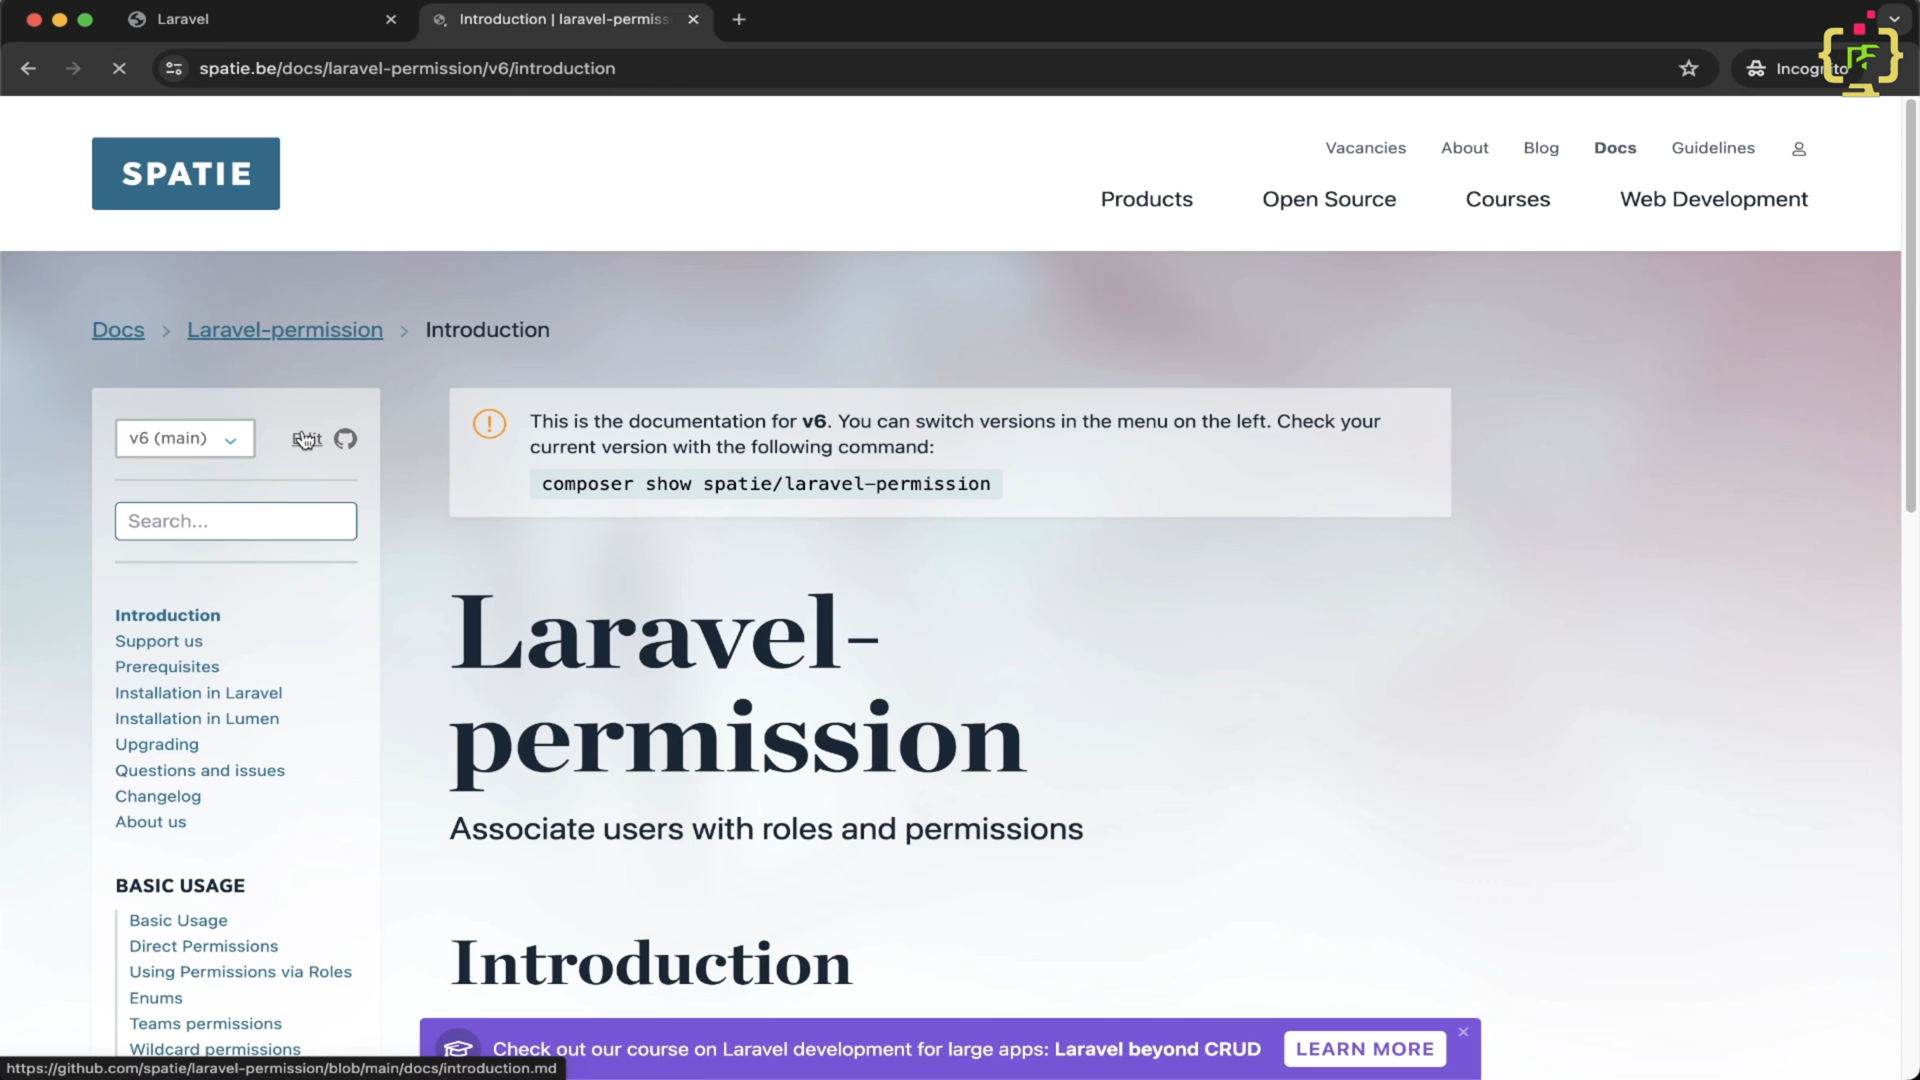 Laravel
Introduction | laravel-permiss
spatie.be/docs/laravel-permission/v6/introduction
Incognito
SPATIE
Vacancies About Blog Docs Guidelines
Products Open Source Courses Web Development
Docs > Laravel-permission > Introduction
v6 (main)
Edit
Search...
Introduction
Support us
Prerequisites
Installation in Laravel
Installation in Lumen
Upgrading
Questions and issues
Changelog
About us
BASIC USAGE
Basic Usage
Direct Permissions
Using Permissions via Roles
Enums
Teams permissions
Wildcard permissions
This is the documentation for v6. You can switch versions in the menu on the left. Check your
current version with the following command:
composer show spatie/laravel-permission
Laravel-
permission
Associate users with roles and permissions
Introduction
Check out our course on Laravel development for large apps: Laravel beyond CRUD
LEARN MORE
https://github.com/spatie/laravel-permission/blob/main/docs/introduction.md